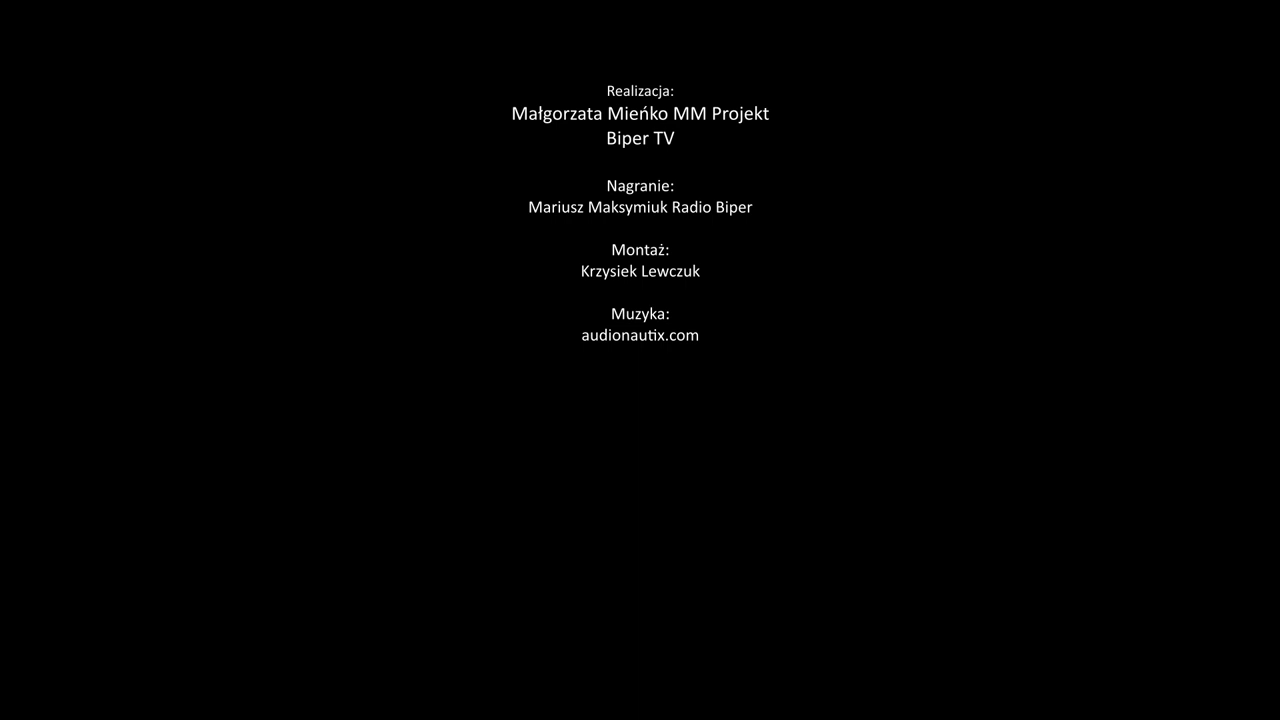 Realizacja:
Małgorzata Mieńko MM Projekt
Biper TV
Nagranie:
Mariusz Maksymiuk Radio Biper
Montaż:
Krzysiek Lewczuk
Muzyka:
audionautix.com